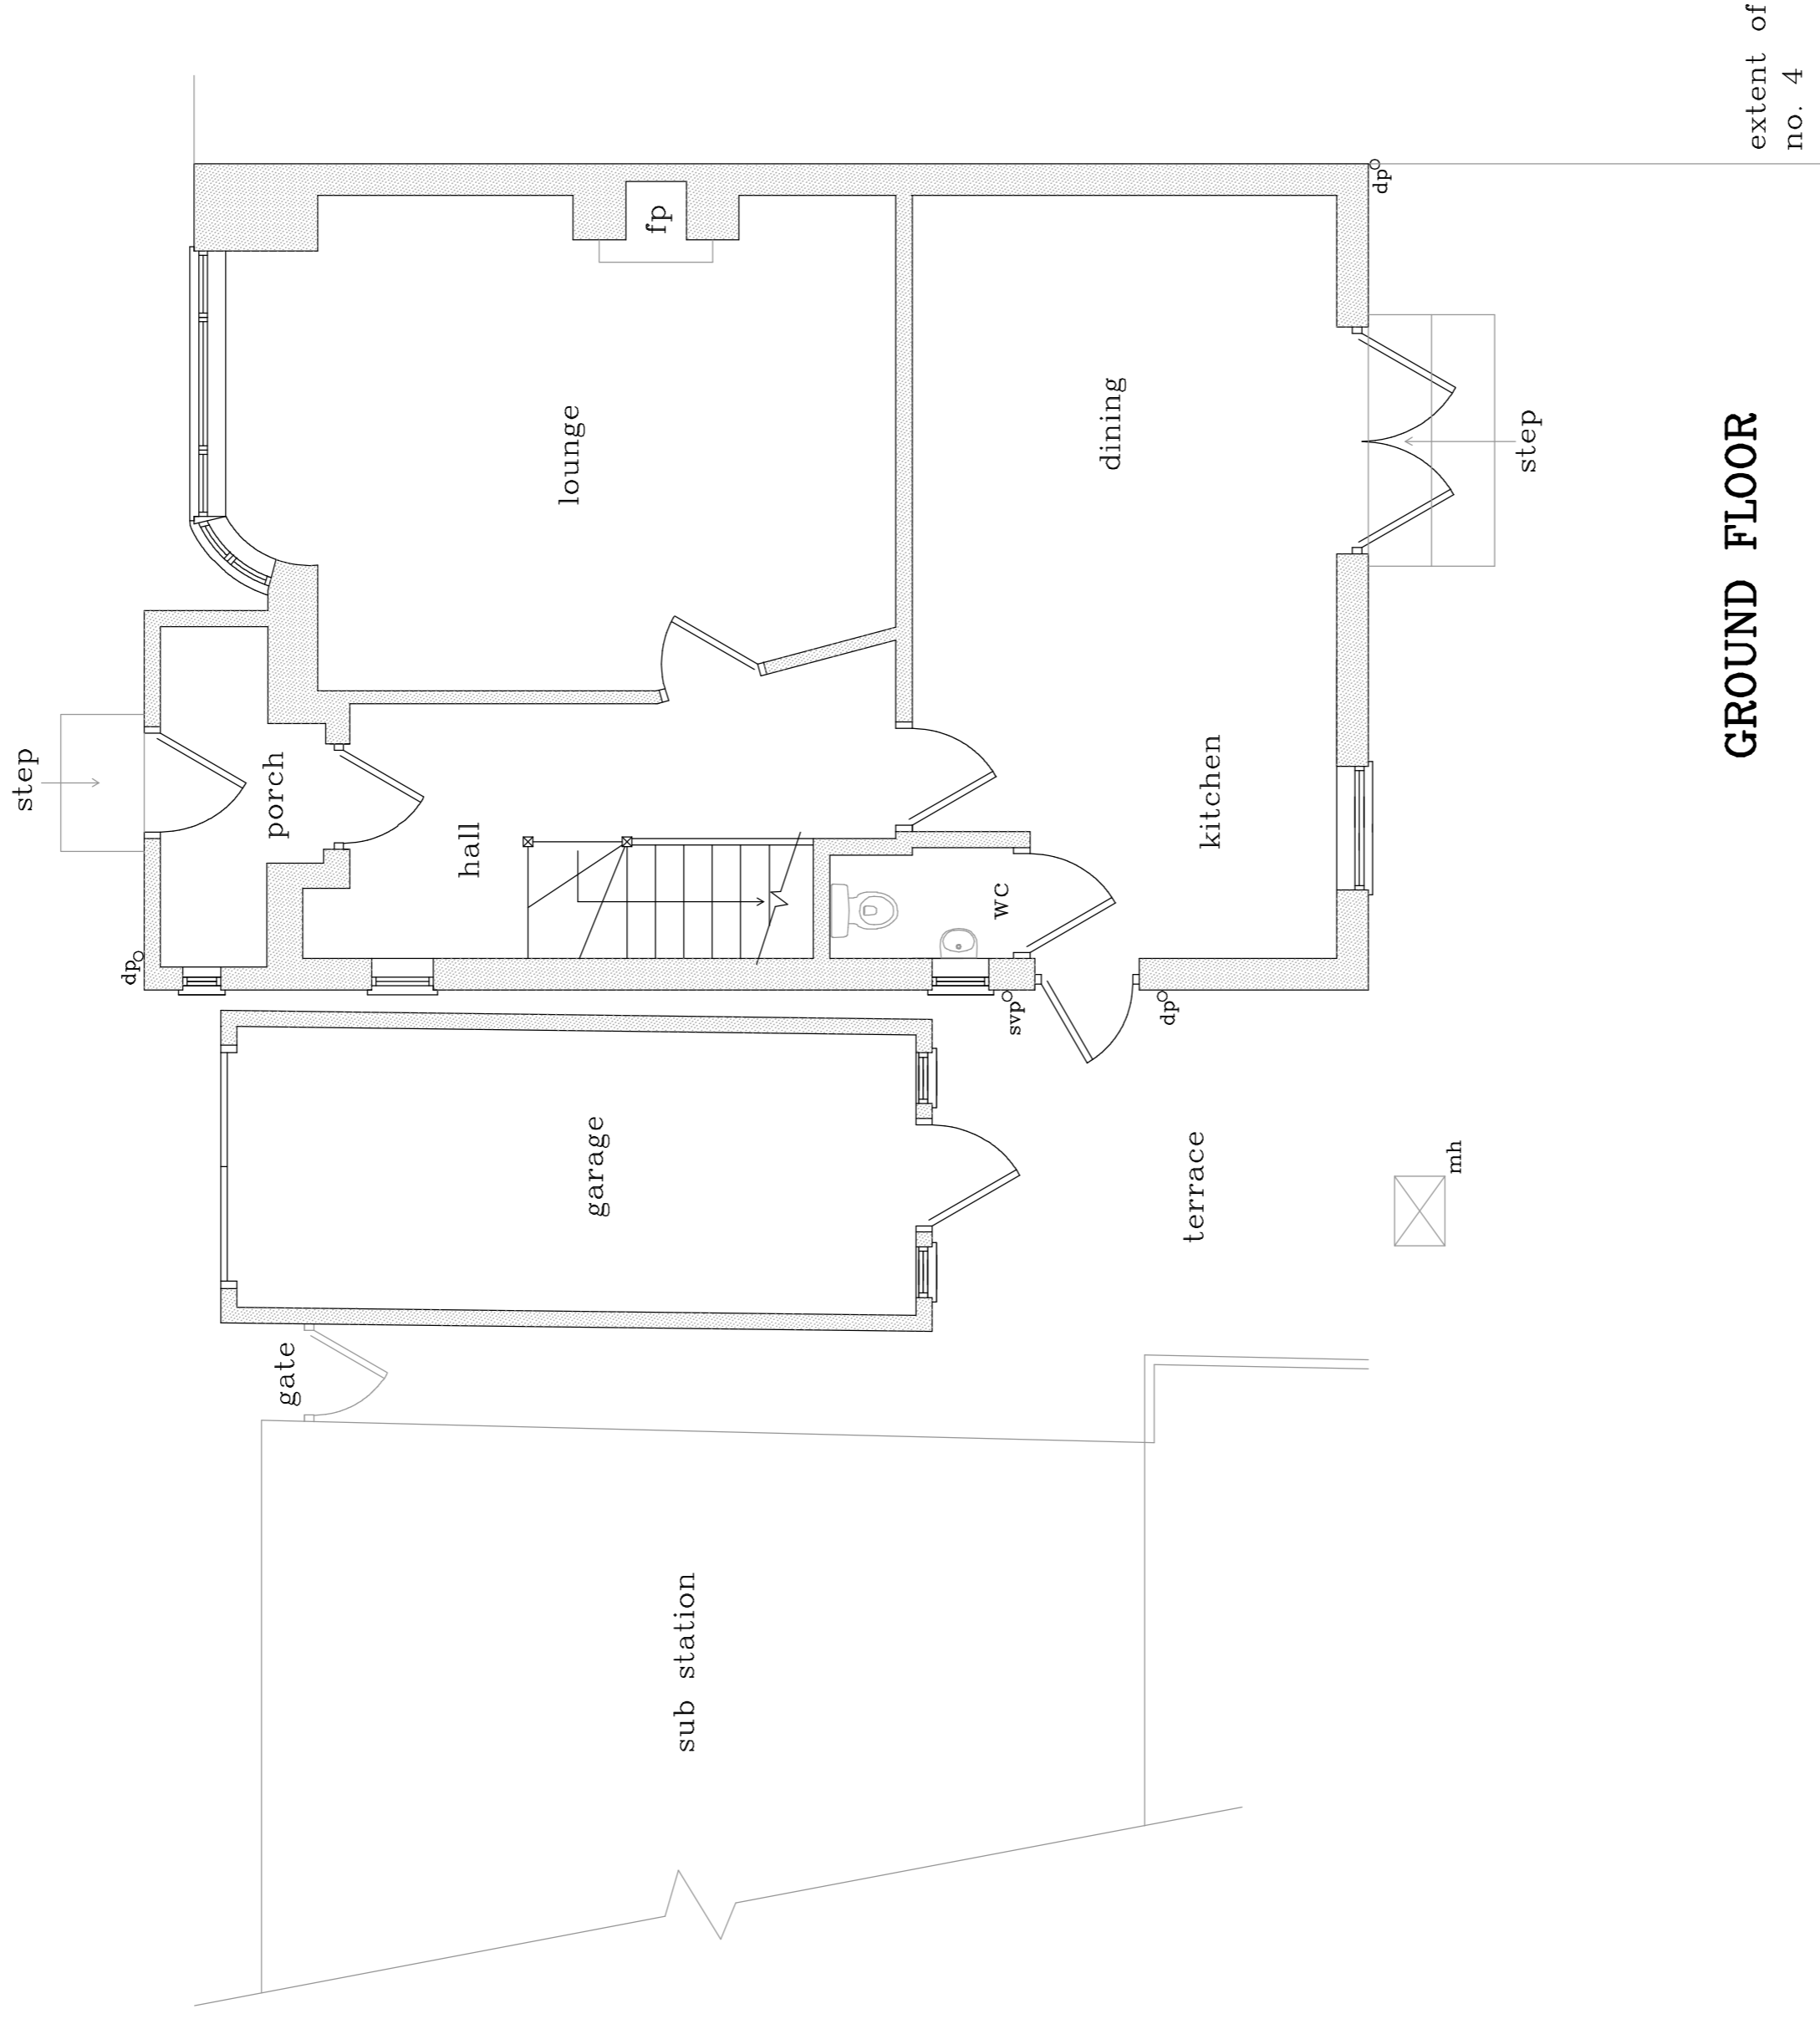 sub station
gate
garage
terrace
mh
dp
svp
dp
step
porch
hall
wc
kitchen
lounge
dining
fp
step
dp
extent of
no. 4
GROUND FLOOR